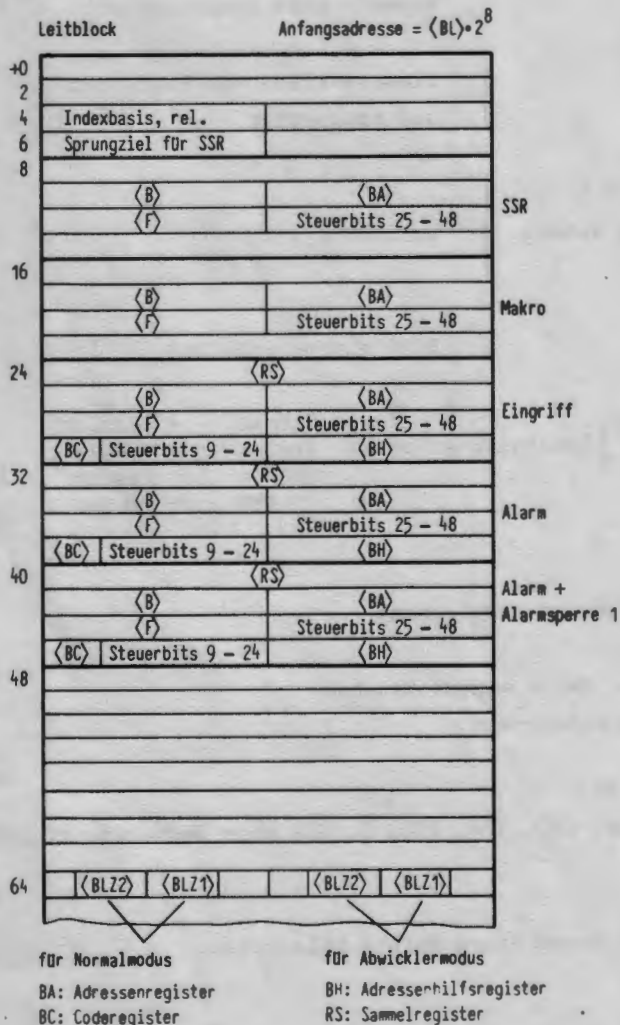 Leitblock Anfangsadresse = ⟨BL⟩·2⁸
+0
2
4 Indexbasis, rel.
6 Sprungziel für SSR
8
⟨B⟩ ⟨BA⟩ SSR
⟨F⟩ Steuerbits 25 – 48
16
⟨B⟩ ⟨BA⟩ Makro
⟨F⟩ Steuerbits 25 – 48
24 ⟨RS⟩
⟨B⟩ ⟨BA⟩ Eingriff
⟨F⟩ Steuerbits 25 – 48
⟨BC⟩ Steuerbits 9 – 24 ⟨BH⟩
32 ⟨RS⟩
⟨B⟩ ⟨BA⟩ Alarm
⟨F⟩ Steuerbits 25 – 48
⟨BC⟩ Steuerbits 9 – 24 ⟨BH⟩
40 ⟨RS⟩
⟨B⟩ ⟨BA⟩ Alarm +
⟨F⟩ Steuerbits 25 – 48 Alarmsperre 1
⟨BC⟩ Steuerbits 9 – 24 ⟨BH⟩
48
64 ⟨BLZ2⟩ ⟨BLZ1⟩ ⟨BLZ2⟩ ⟨BLZ1⟩
für Normalmodus für Abwicklermodus
BA: Adressenregister BH: Adressenhilfsregister
BC: Coderegister RS: Sammelregister